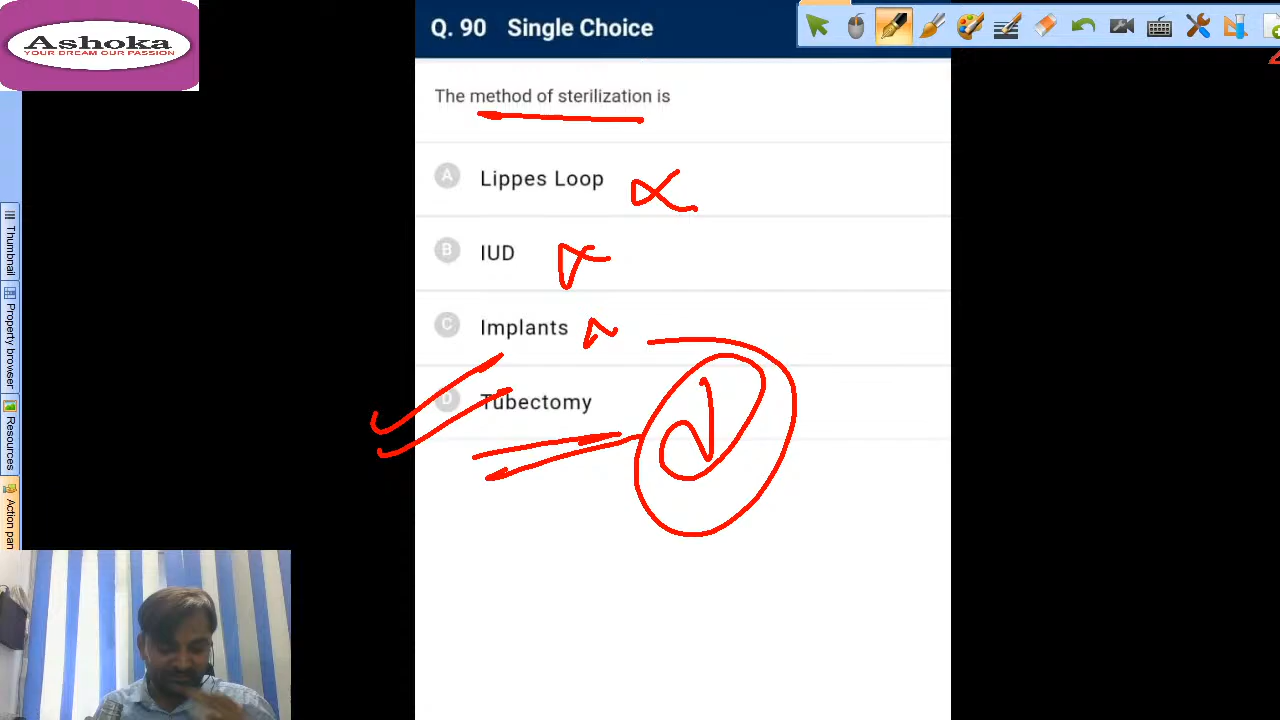 Ashoka
YOUR DREAM OUR PASSION
Q. 90 Single Choice
The method of sterilization is
A Lippes Loop
B IUD
C Implants
D Tubectomy
Thumbnail
Property browser
Resources
Action pan